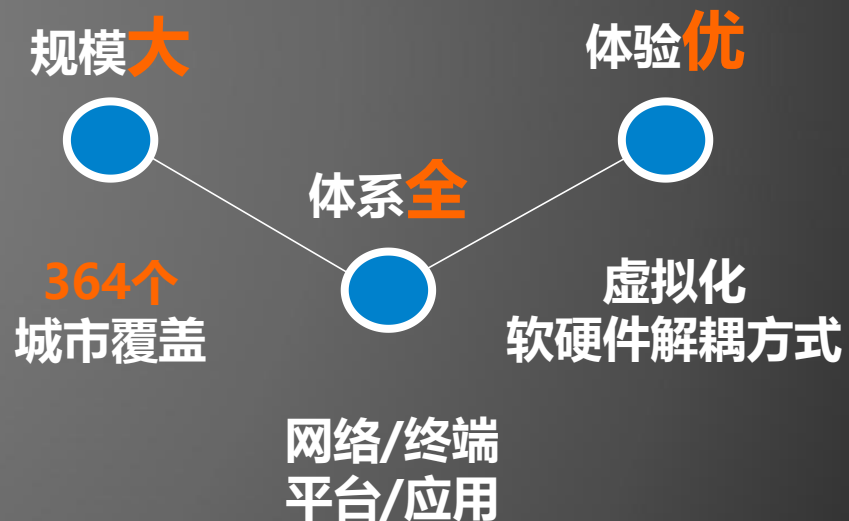 规模大
364个
城市覆盖
体系全
网络/终端
平台/应用
体验优
虚拟化
软硬件解耦方式